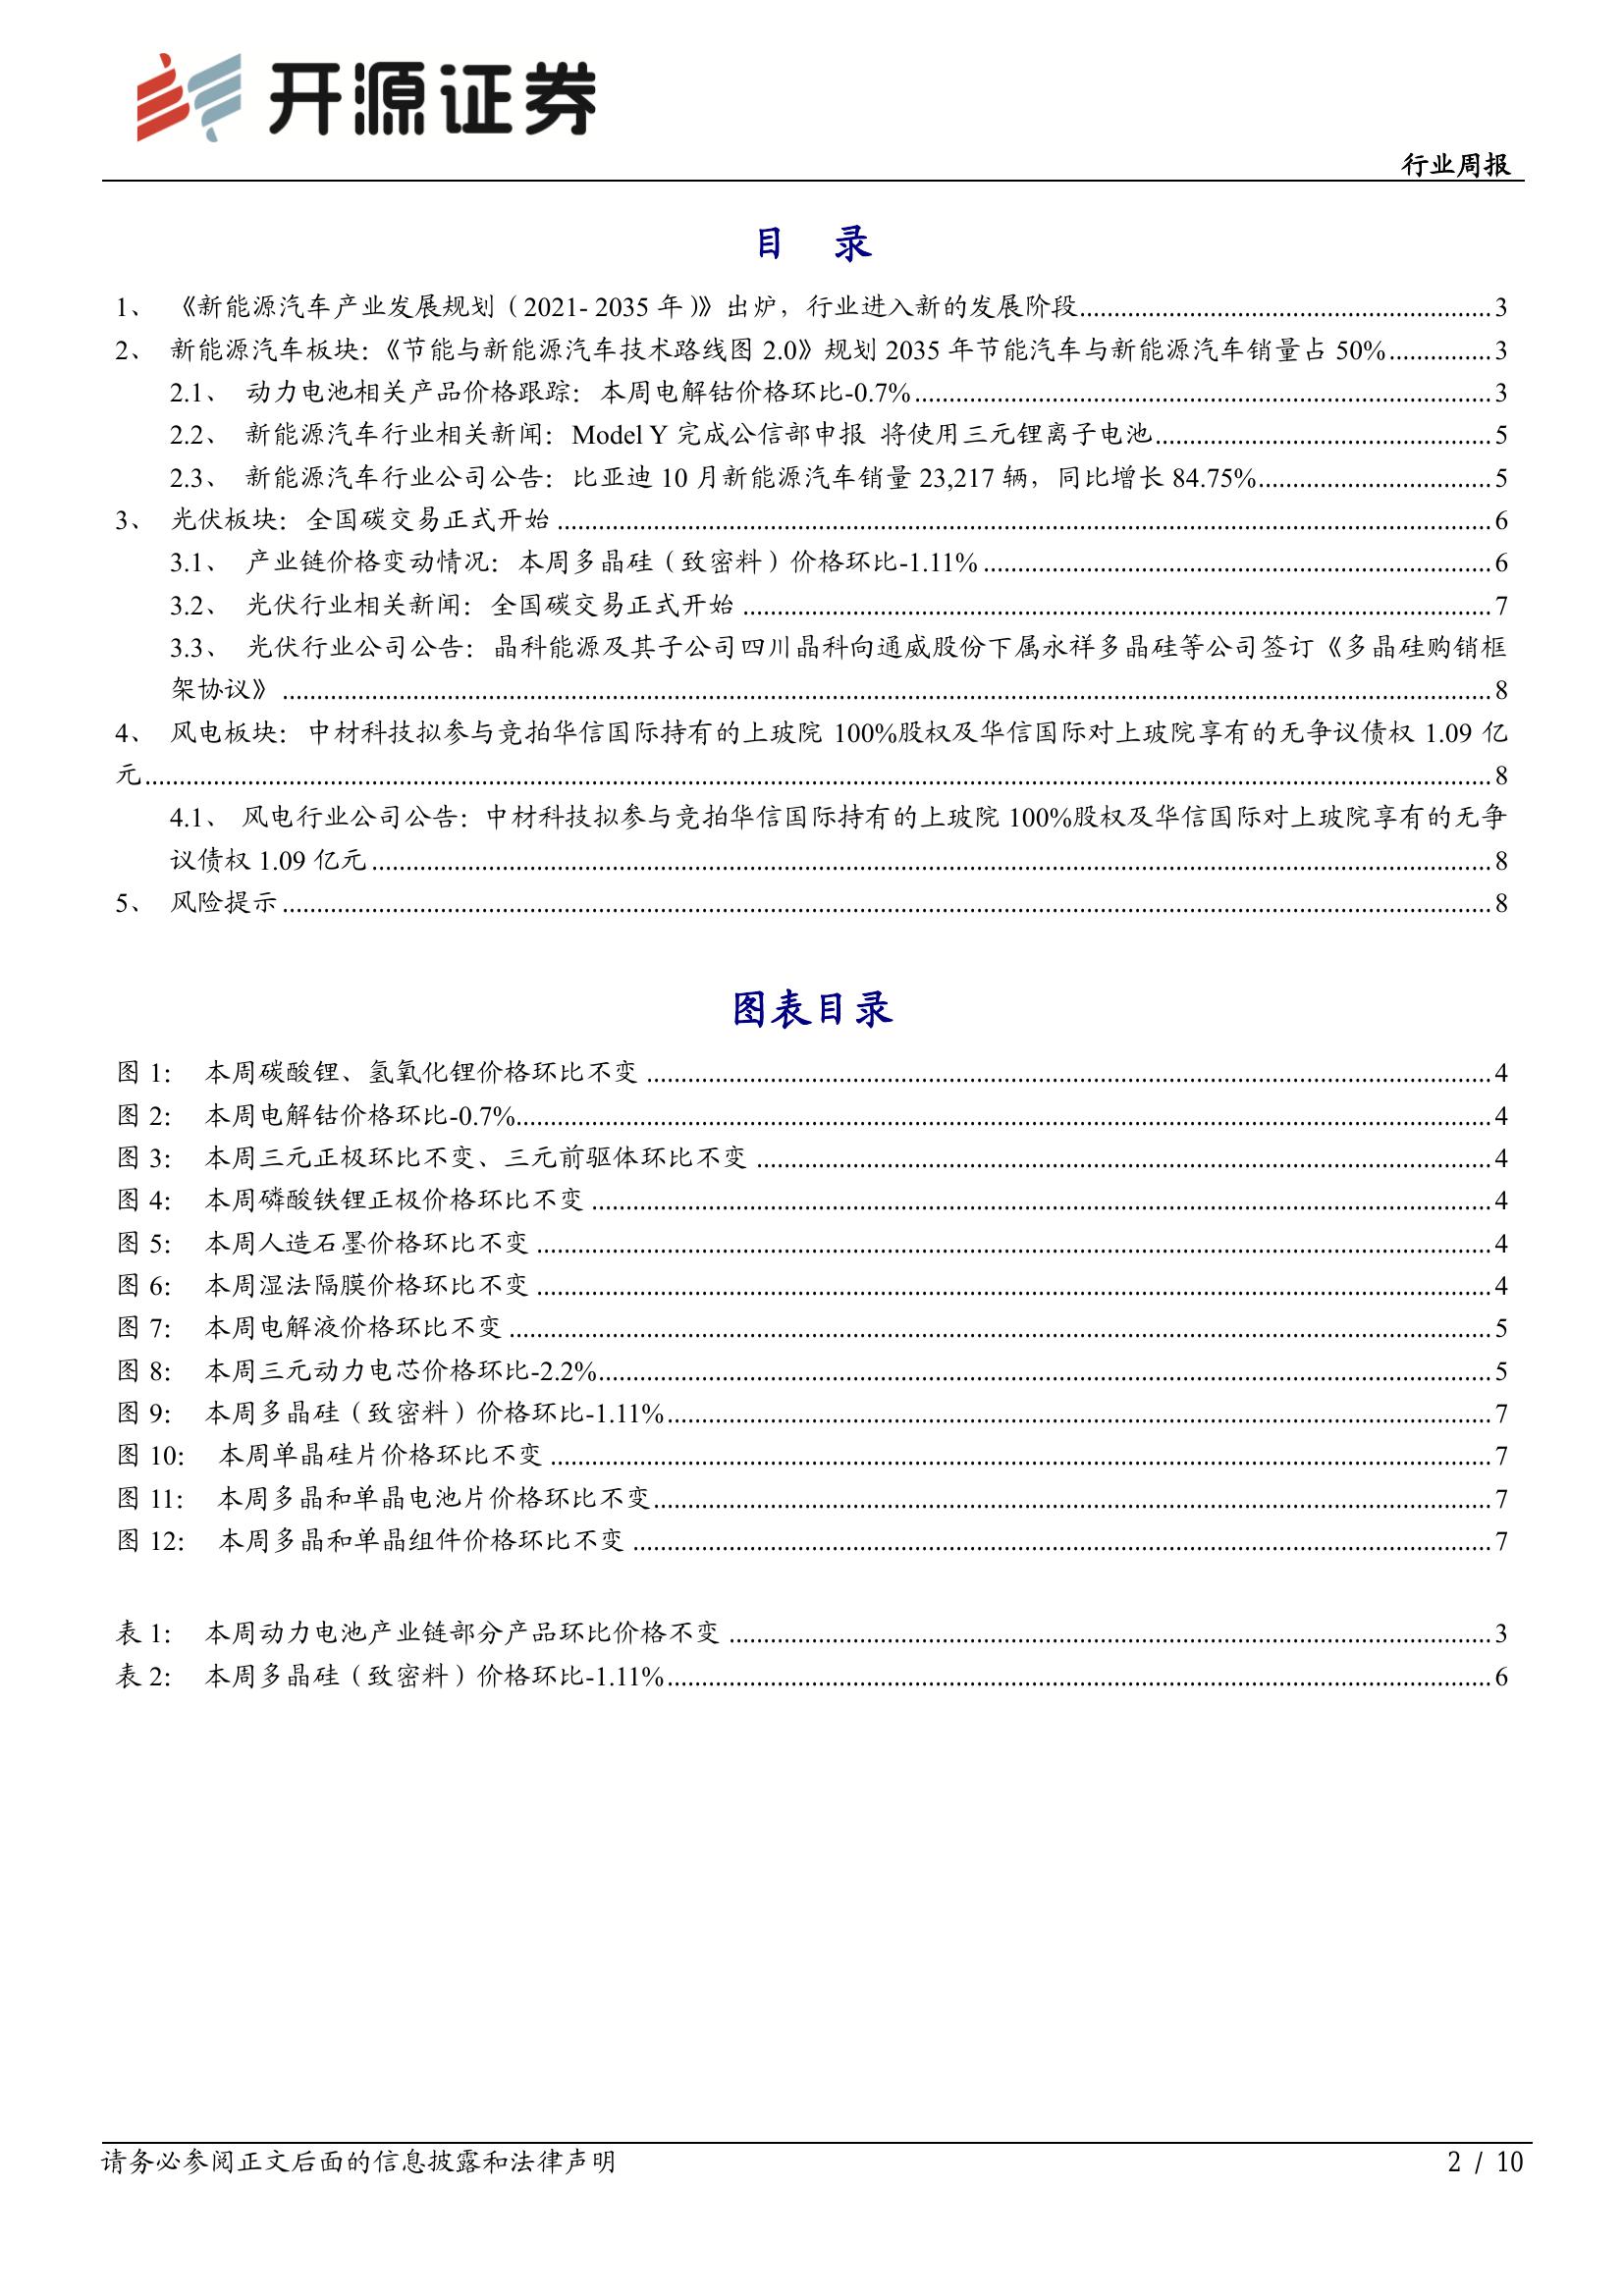 开源证券
行业周报
目 录
1、 《新能源汽车产业发展规划（2021- 2035 年）》出炉，行业进入新的发展阶段 3
2、 新能源汽车板块：《节能与新能源汽车技术路线图 2.0》规划 2035 年节能汽车与新能源汽车销量占 50% 3
2.1、 动力电池相关产品价格跟踪：本周电解钴价格环比-0.7% 3
2.2、 新能源汽车行业相关新闻：Model Y 完成公信部申报 将使用三元锂离子电池 5
2.3、 新能源汽车行业公司公告：比亚迪 10 月新能源汽车销量 23,217 辆，同比增长 84.75% 5
3、 光伏板块：全国碳交易正式开始 6
3.1、 产业链价格变动情况：本周多晶硅（致密料）价格环比-1.11% 6
3.2、 光伏行业相关新闻：全国碳交易正式开始 7
3.3、 光伏行业公司公告：晶科能源及其子公司四川晶科向通威股份下属永祥多晶硅等公司签订《多晶硅购销框
架协议》 8
4、 风电板块：中材科技拟参与竞拍华信国际持有的上玻院 100%股权及华信国际对上玻院享有的无争议债权 1.09 亿
元 8
4.1、 风电行业公司公告：中材科技拟参与竞拍华信国际持有的上玻院 100%股权及华信国际对上玻院享有的无争
议债权 1.09 亿元 8
5、 风险提示 8
图表目录
图 1： 本周碳酸锂、氢氧化锂价格环比不变 4
图 2： 本周电解钴价格环比-0.7% 4
图 3： 本周三元正极环比不变、三元前驱体环比不变 4
图 4： 本周磷酸铁锂正极价格环比不变 4
图 5： 本周人造石墨价格环比不变 4
图 6： 本周湿法隔膜价格环比不变 4
图 7： 本周电解液价格环比不变 5
图 8： 本周三元动力电芯价格环比-2.2% 5
图 9： 本周多晶硅（致密料）价格环比-1.11% 7
图 10： 本周单晶硅片价格环比不变 7
图 11： 本周多晶和单晶电池片价格环比不变 7
图 12： 本周多晶和单晶组件价格环比不变 7
表 1： 本周动力电池产业链部分产品环比价格不变 3
表 2： 本周多晶硅（致密料）价格环比-1.11% 6
请务必参阅正文后面的信息披露和法律声明
2 / 10